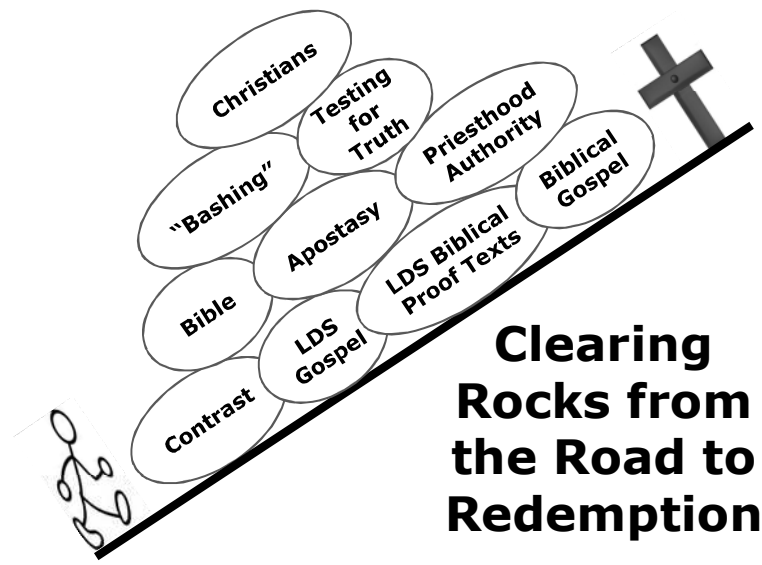 Christians
Testing
for
Truth
Priesthood
Authority
Biblical
Gospel
“Bashing”
Apostasy
LDS Biblical
Proof Texts
Bible
LDS
Gospel
Contrast
Clearing
Rocks from
the Road to
Redemption